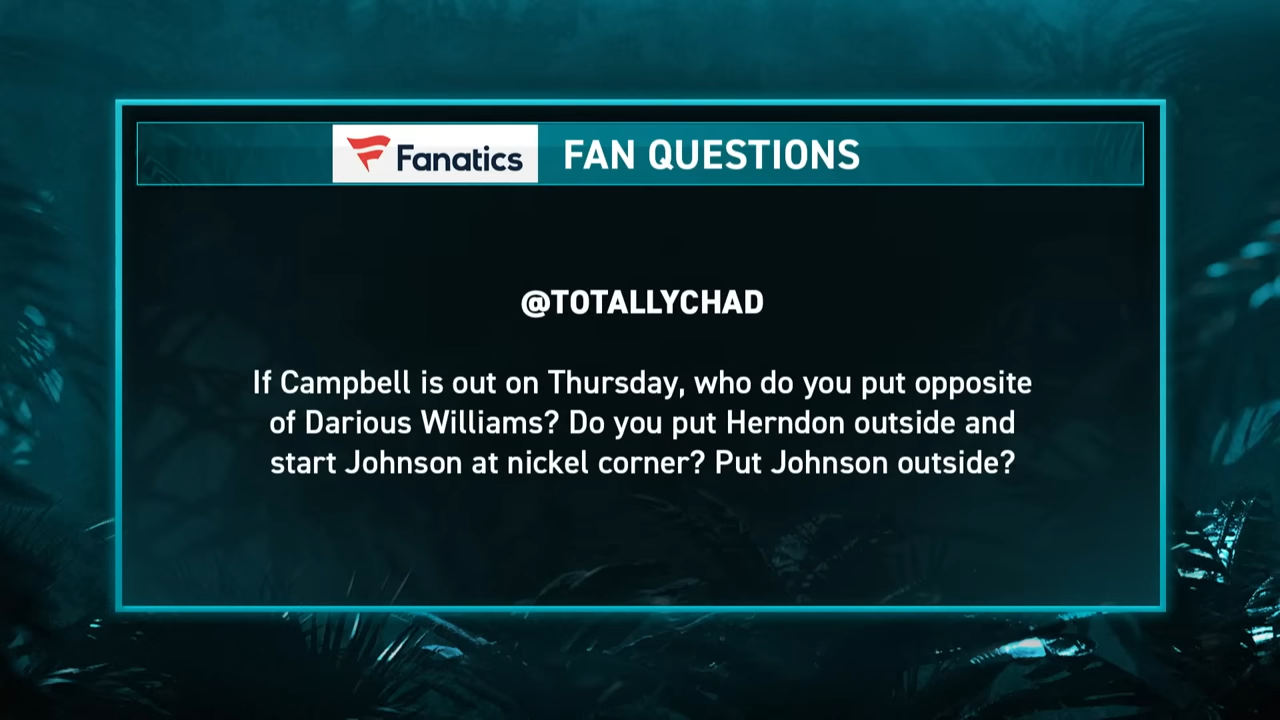 Fanatics FAN QUESTIONS
@TOTALLYCHAD
If Campbell is out on Thursday, who do you put opposite
of Darious Williams? Do you put Herndon outside and
start Johnson at nickel corner? Put Johnson outside?